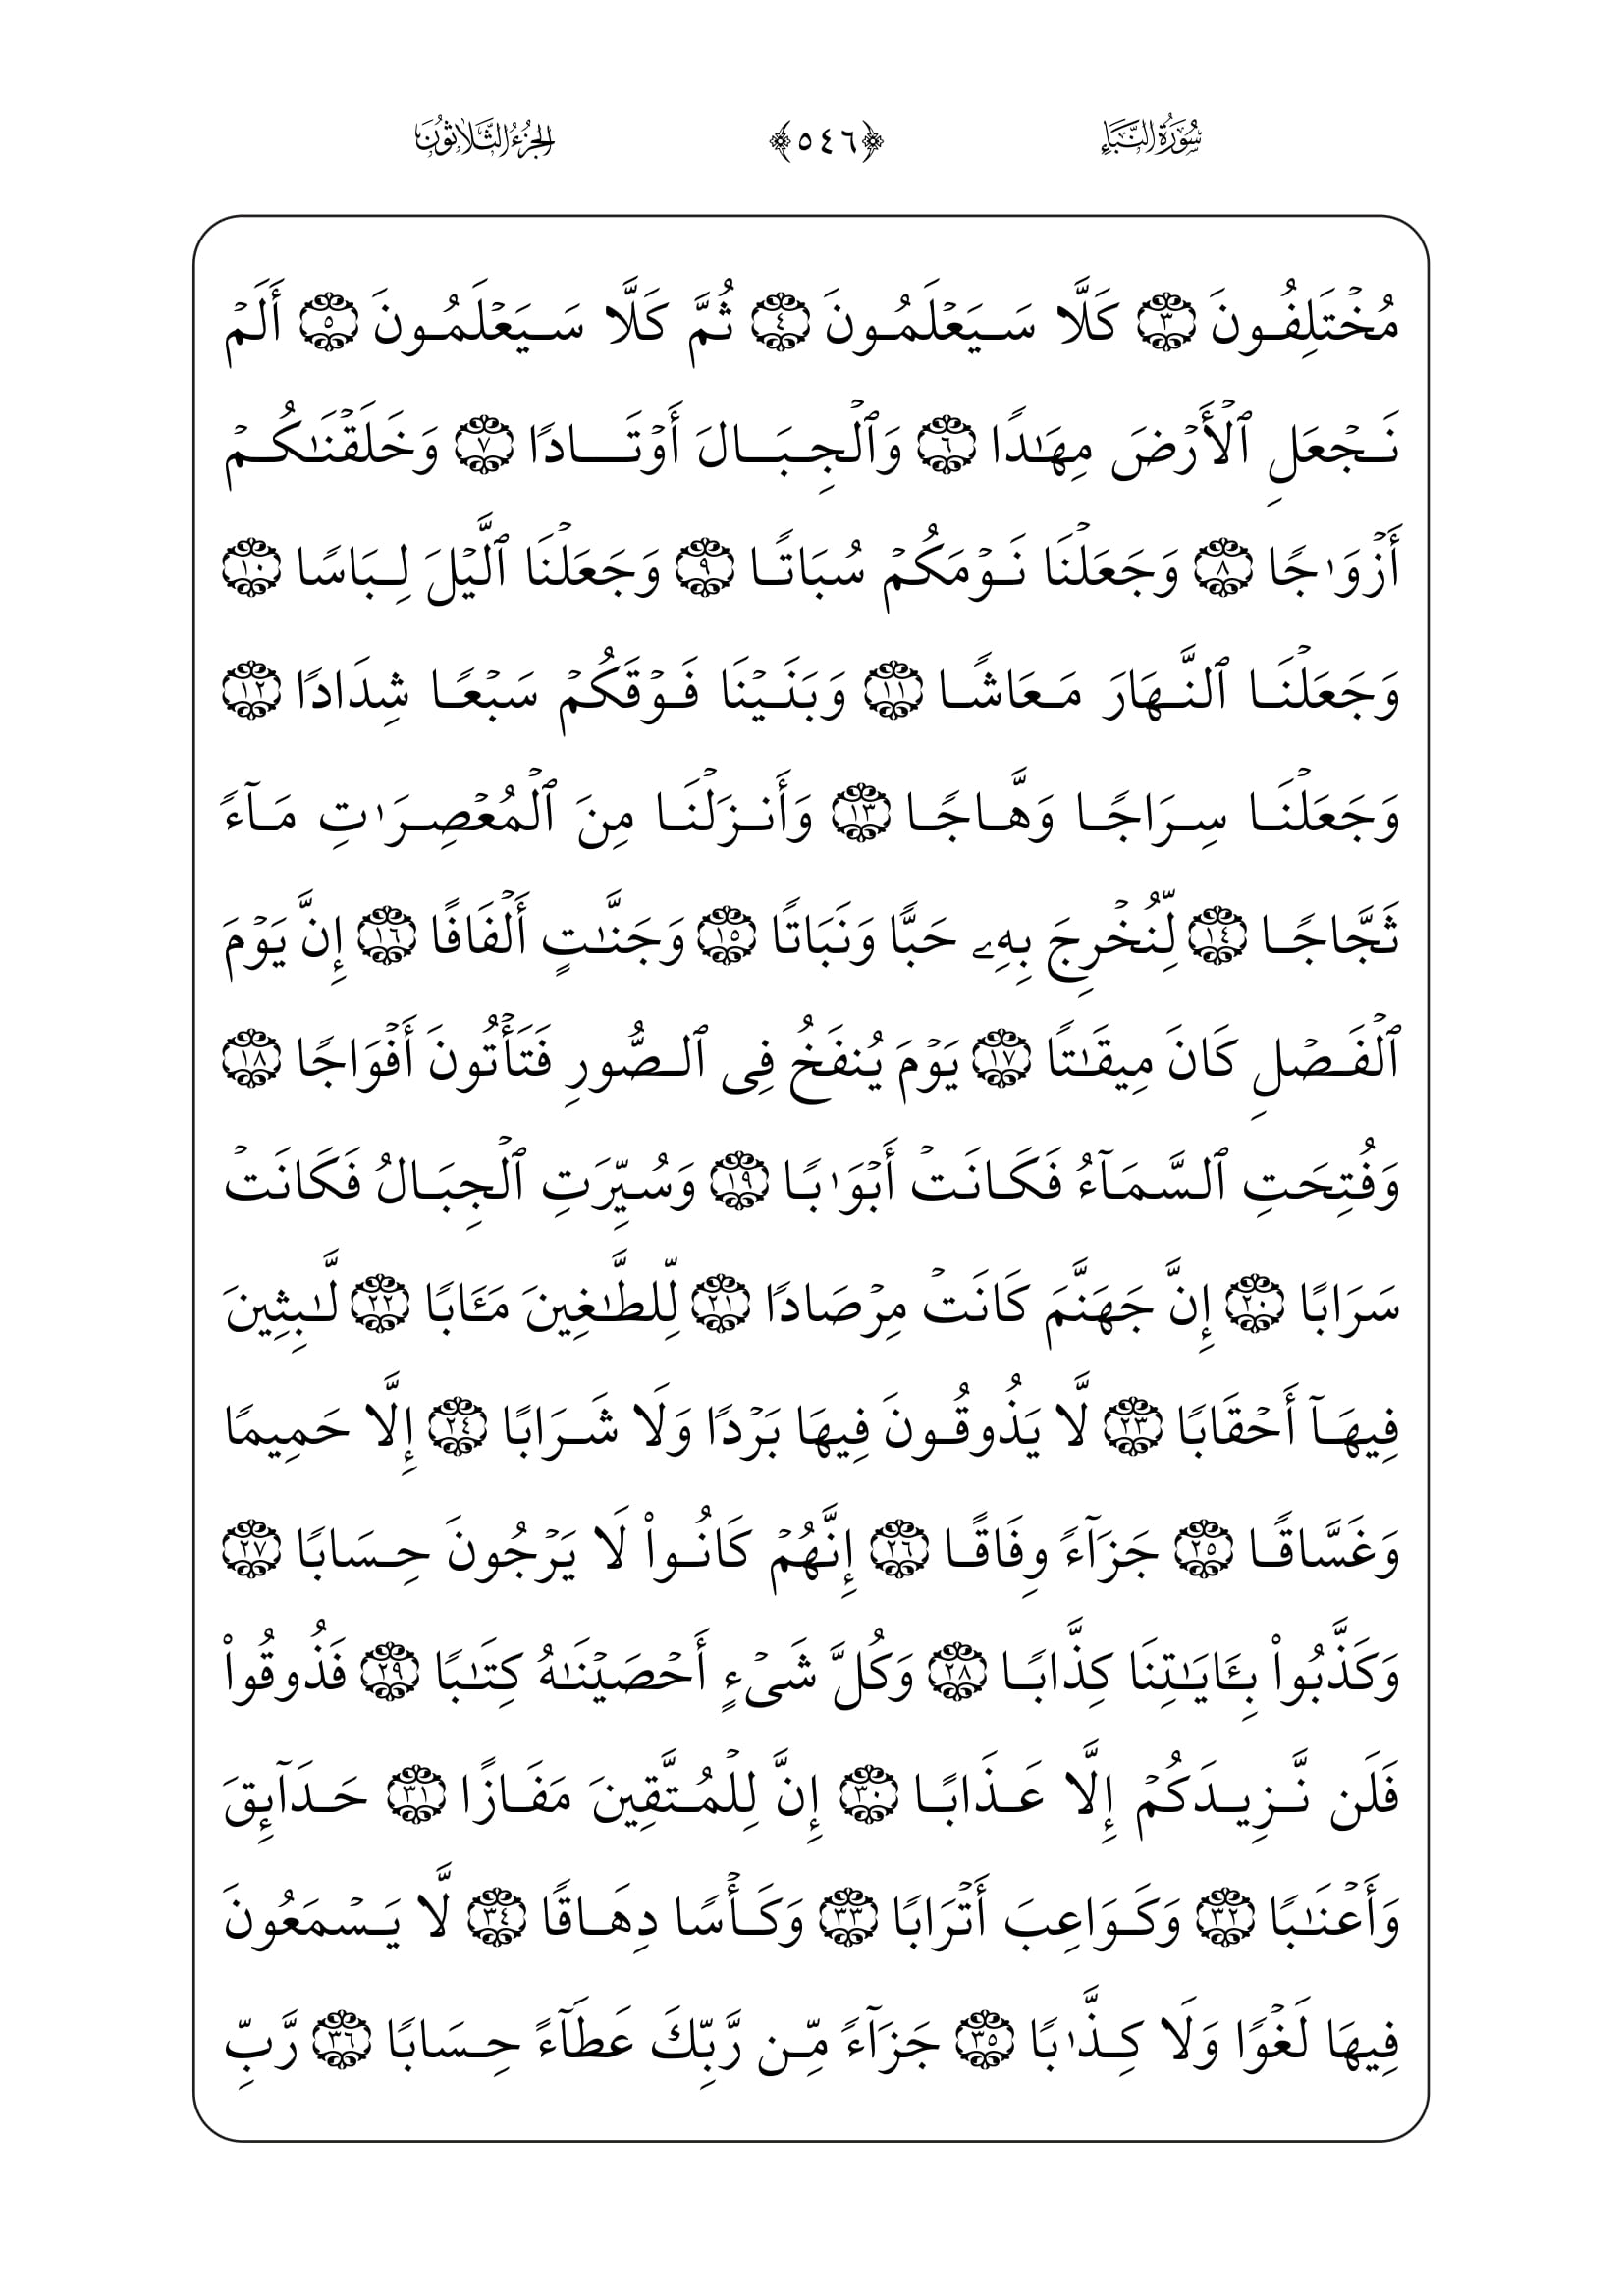 سُورَةُ النَّبَإِ ﴿٥٤٦﴾ الجُزْءُ الثَّلَاثُونَ
مُخۡتَلِفُونَ ٣ كَلَّا سَيَعۡلَمُونَ ٤ ثُمَّ كَلَّا سَيَعۡلَمُونَ ٥ أَلَمۡ
نَجۡعَلِ ٱلۡأَرۡضَ مِهَٰدًا ٦ وَٱلۡجِبَالَ أَوۡتَادًا ٧ وَخَلَقۡنَٰكُمۡ
أَزۡوَٰجًا ٨ وَجَعَلۡنَا نَوۡمَكُمۡ سُبَاتًا ٩ وَجَعَلۡنَا ٱلَّيۡلَ لِبَاسًا ١٠
وَجَعَلۡنَا ٱلنَّهَارَ مَعَاشًا ١١ وَبَنَيۡنَا فَوۡقَكُمۡ سَبۡعًا شِدَادًا ١٢
وَجَعَلۡنَا سِرَاجًا وَهَّاجًا ١٣ وَأَنزَلۡنَا مِنَ ٱلۡمُعۡصِرَٰتِ مَآءً
ثَجَّاجًا ١٤ لِّنُخۡرِجَ بِهِۦ حَبًّا وَنَبَاتًا ١٥ وَجَنَّٰتٍ أَلۡفَافًا ١٦ إِنَّ يَوۡمَ
ٱلۡفَصۡلِ كَانَ مِيقَٰتًا ١٧ يَوۡمَ يُنفَخُ فِى ٱلصُّورِ فَتَأۡتُونَ أَفۡوَاجًا ١٨
وَفُتِحَتِ ٱلسَّمَآءُ فَكَانَتۡ أَبۡوَٰبًا ١٩ وَسُيِّرَتِ ٱلۡجِبَالُ فَكَانَتۡ
سَرَابًا ٢٠ إِنَّ جَهَنَّمَ كَانَتۡ مِرۡصَادًا ٢١ لِّلطَّٰغِينَ مَـَٔابًا ٢٢ لَّٰبِثِينَ
فِيهَآ أَحۡقَابًا ٢٣ لَّا يَذُوقُونَ فِيهَا بَرۡدًا وَلَا شَرَابًا ٢٤ إِلَّا حَمِيمًا
وَغَسَّاقًا ٢٥ جَزَآءً وِفَاقًا ٢٦ إِنَّهُمۡ كَانُوا۟ لَا يَرۡجُونَ حِسَابًا ٢٧
وَكَذَّبُوا۟ بِـَٔايَٰتِنَا كِذَّابًا ٢٨ وَكُلَّ شَىۡءٍ أَحۡصَيۡنَٰهُ كِتَٰبًا ٢٩ فَذُوقُوا۟
فَلَن نَّزِيدَكُمۡ إِلَّا عَذَابًا ٣٠ إِنَّ لِلۡمُتَّقِينَ مَفَازًا ٣١ حَدَآئِقَ
وَأَعۡنَٰبًا ٣٢ وَكَوَاعِبَ أَتۡرَابًا ٣٣ وَكَأۡسًا دِهَاقًا ٣٤ لَّا يَسۡمَعُونَ
فِيهَا لَغۡوًا وَلَا كِذَّٰبًا ٣٥ جَزَآءً مِّن رَّبِّكَ عَطَآءً حِسَابًا ٣٦ رَّبِّ